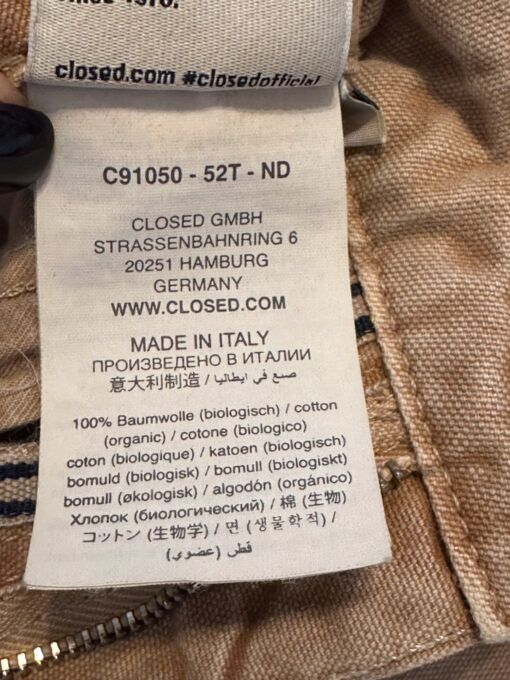 since 1978.
closed.com #closedofficial
C91050 - 52T - ND
CLOSED GMBH
STRASSENBAHNRING 6
20251 HAMBURG
GERMANY
WWW.CLOSED.COM
MADE IN ITALY
ПРОИЗВЕДЕНО В ИТАЛИИ
意大利制造 / صنع في ايطاليا
100% Baumwolle (biologisch) / cotton
(organic) / cotone (biologico)
coton (biologique) / katoen (biologisch)
bomuld (biologisk) / bomull (biologiskt)
bomull (økologisk) / algodón (orgánico)
Хлопок (биологический) / 棉 (生物)
コットン (生物学) / 면 (생물학적) /
قطن (عضوي)